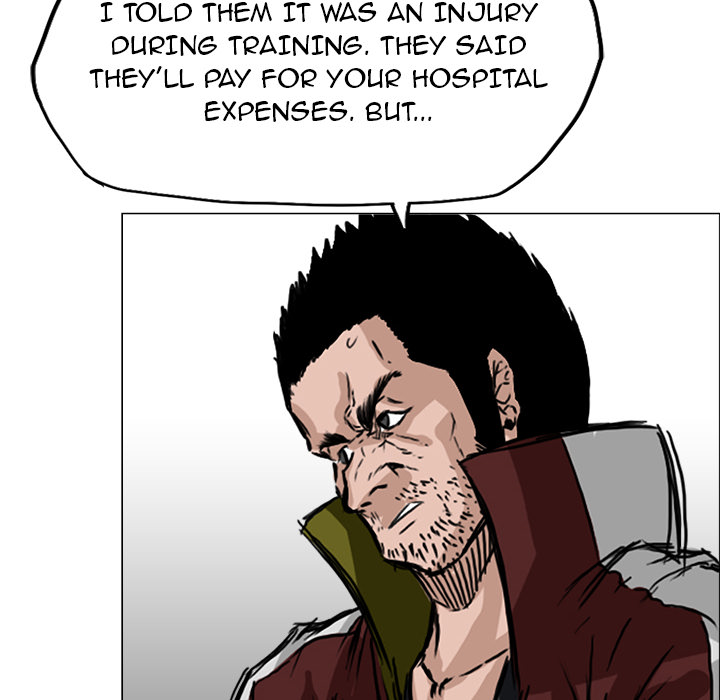 I TOLD THEM IT WAS AN INJURY
DURING TRAINING. THEY SAID
THEY'LL PAY FOR YOUR HOSPITAL
EXPENSES. BUT...